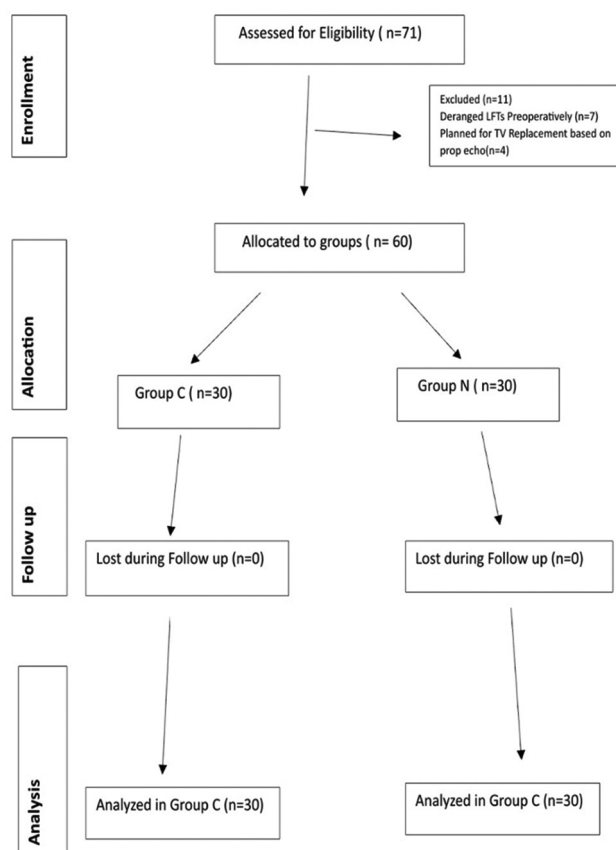 Enrollment
Assessed for Eligibility ( n=71)
Excluded (n=11)
Deranged LFTs Preoperatively (n=7)
Planned for TV Replacement based on
prop echo(n=4)
Allocation
Allocated to groups ( n= 60)
Group C ( n=30)
Group N ( n=30)
Follow up
Lost during Follow up (n=0)
Lost during Follow up (n=0)
Analysis
Analyzed in Group C (n=30)
Analyzed in Group C (n=30)